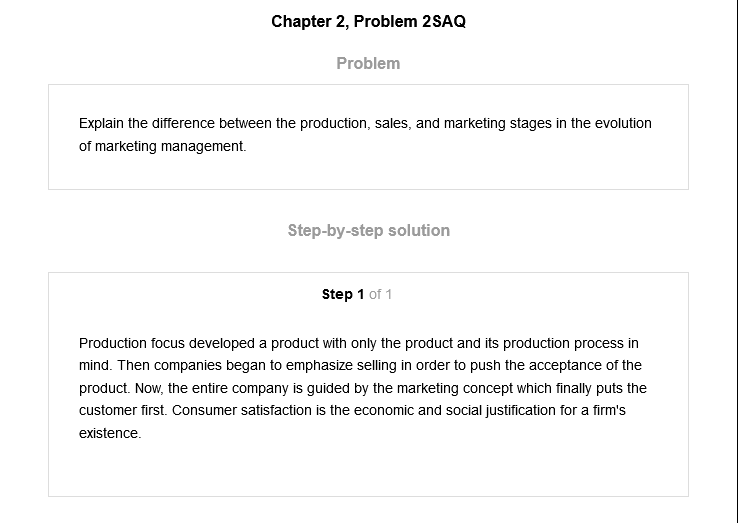 Chapter 2, Problem 2SAQ
Problem
Explain the difference between the production, sales, and marketing stages in the evolution
of marketing management.
Step-by-step solution
Step 1 of 1
Production focus developed a product with only the product and its production process in
mind. Then companies began to emphasize selling in order to push the acceptance of the
product. Now, the entire company is guided by the marketing concept which finally puts the
customer first. Consumer satisfaction is the economic and social justification for a firm's
existence.